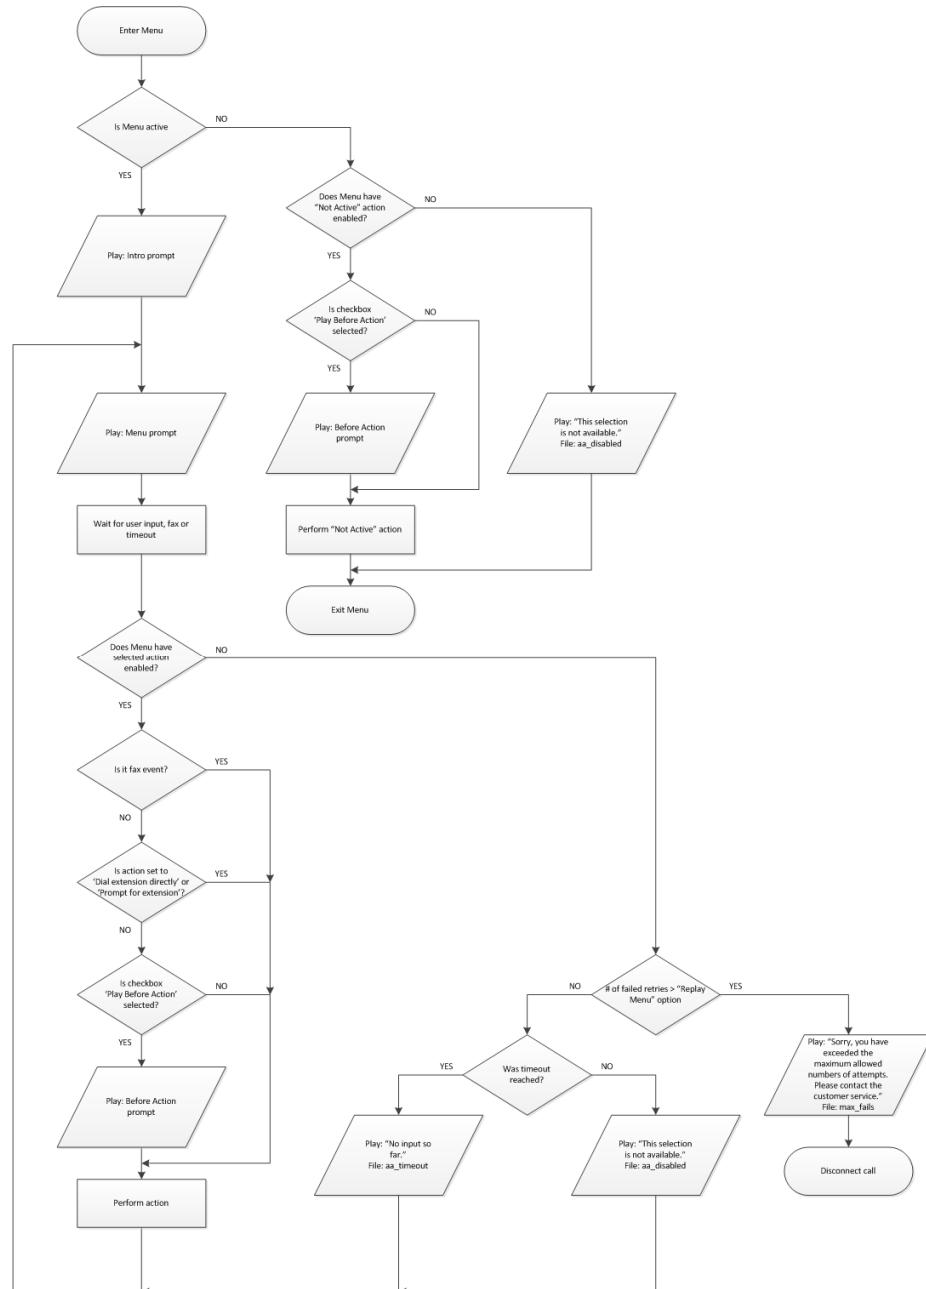 Enter Menu
Is Menu active
NO
YES
Does Menu have
"Not Active" action
enabled?
NO
YES
Play: Intro prompt
Is checkbox
'Play Before Action'
selected?
NO
YES
Play: Menu prompt
Play: Before Action
prompt
Play: "This selection
is not available."
File: aa_disabled
Wait for user input, fax or
timeout
Perform "Not Active" action
Exit Menu
Does Menu have
selected action
enabled?
NO
YES
Is it fax event?
YES
NO
Is action set to
'Dial extension directly' or
'Prompt for extension'?
YES
NO
Is checkbox
'Play Before Action'
selected?
NO
YES
# of failed retries > "Replay
Menu" option
NO
YES
Was timeout
reached?
YES
NO
Play: "Sorry, you have
exceeded the
maximum allowed
numbers of attempts.
Please contact the
customer service."
File: max_fails
Play: Before Action
prompt
Play: "No input so
far."
File: aa_timeout
Play: "This selection
is not available."
File: aa_disabled
Disconnect call
Perform action